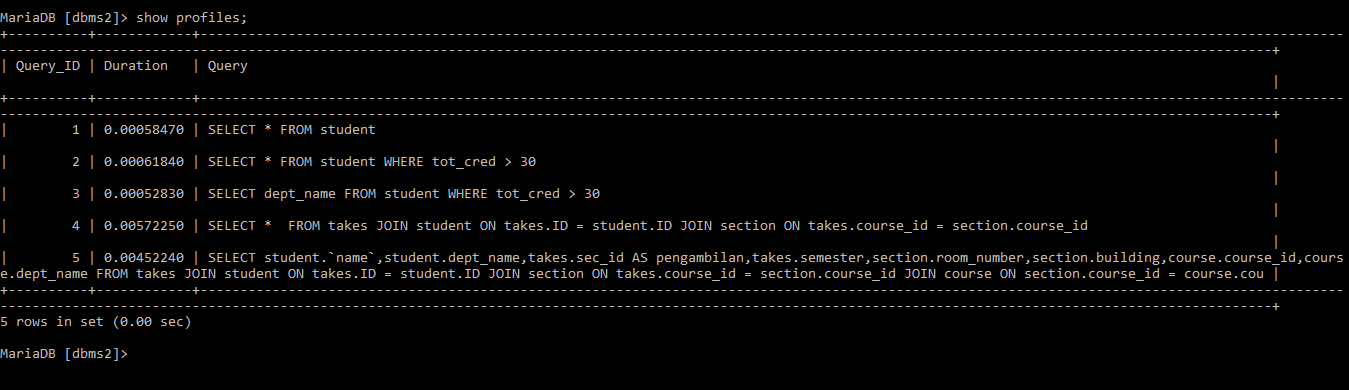 MariaDB [dbms2]> show profiles;
+----------+------------+----------------------------------------------------------------------------------------------------------------------------------------------
---------------------------------------------------------------------------------------------------------------------------------------------------------------+
| Query_ID | Duration   | Query
|
+----------+------------+----------------------------------------------------------------------------------------------------------------------------------------------
---------------------------------------------------------------------------------------------------------------------------------------------------------------+
|        1 | 0.00058470 | SELECT * FROM student
|
|        2 | 0.00061840 | SELECT * FROM student WHERE tot_cred > 30
|
|        3 | 0.00052830 | SELECT dept_name FROM student WHERE tot_cred > 30
|
|        4 | 0.00572250 | SELECT *  FROM takes JOIN student ON takes.ID = student.ID JOIN section ON takes.course_id = section.course_id
|
|        5 | 0.00452240 | SELECT student.`name`,student.dept_name,takes.sec_id AS pengambilan,takes.semester,section.room_number,section.building,course.course_id,cours
e.dept_name FROM takes JOIN student ON takes.ID = student.ID JOIN section ON takes.course_id = section.course_id JOIN course ON section.course_id = course.cou |
+----------+------------+----------------------------------------------------------------------------------------------------------------------------------------------
---------------------------------------------------------------------------------------------------------------------------------------------------------------+
5 rows in set (0.00 sec)
MariaDB [dbms2]>